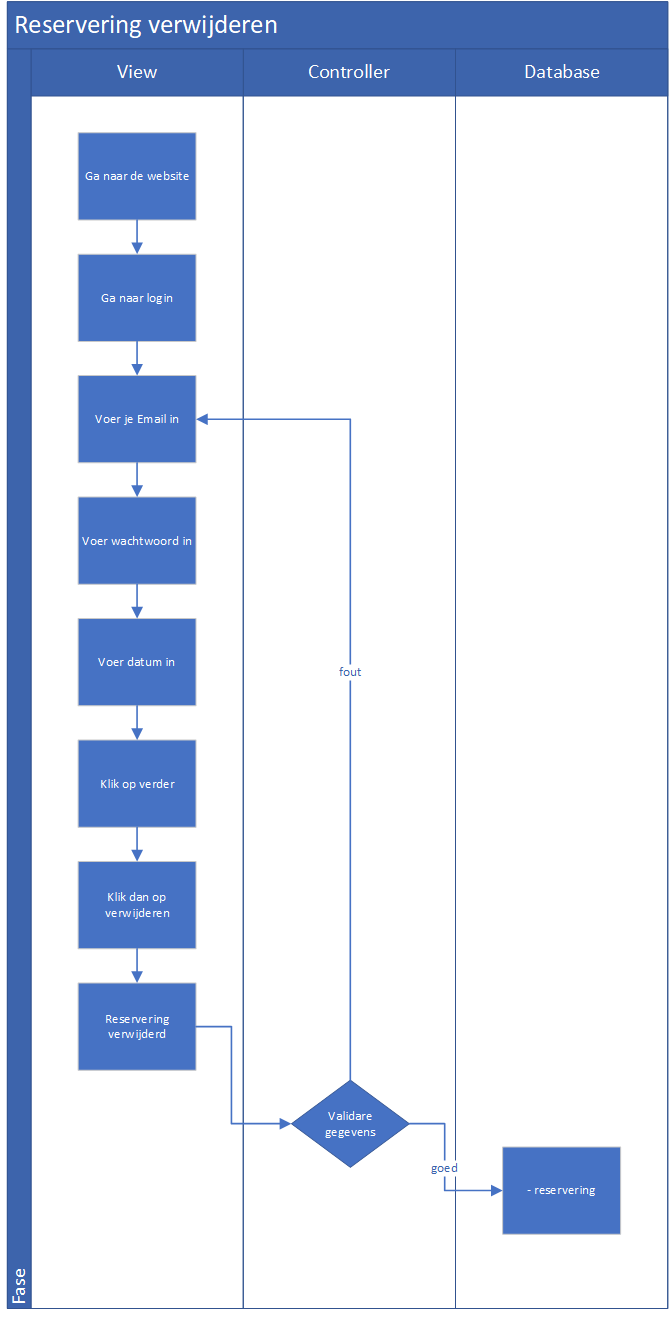 Reservering verwijderen
View
Controller
Database
Ga naar de website
Ga naar login
Voer je Email in
Voer wachtwoord in
Voer datum in
fout
Klik op verder
Klik dan op
verwijderen
Reservering
verwijderd
Validare
gegevens
goed
- reservering
Fase